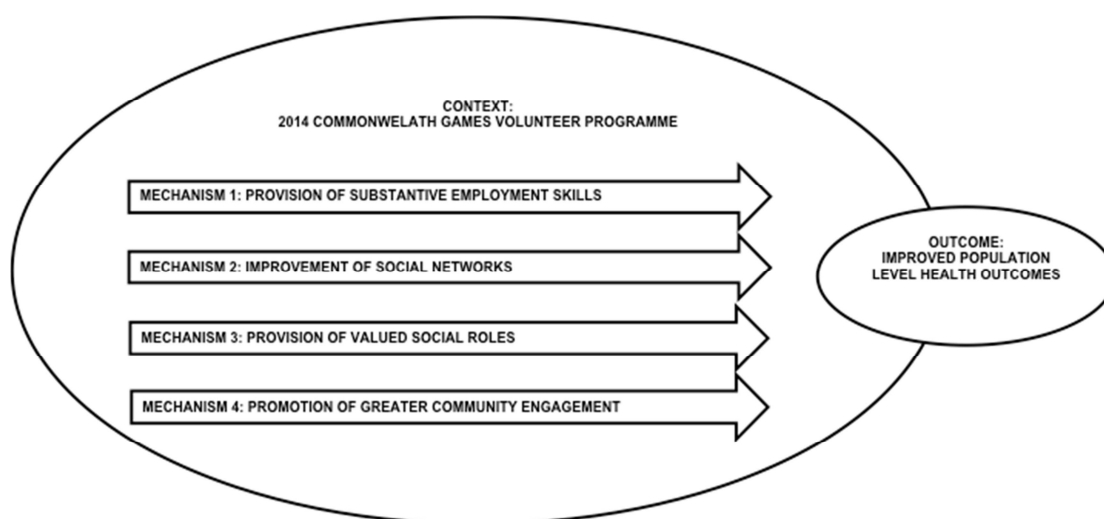 CONTEXT:
2014 COMMONWELATH GAMES VOLUNTEER PROGRAMME
MECHANISM 1: PROVISION OF SUBSTANTIVE EMPLOYMENT SKILLS
MECHANISM 2: IMPROVEMENT OF SOCIAL NETWORKS
MECHANISM 3: PROVISION OF VALUED SOCIAL ROLES
MECHANISM 4: PROMOTION OF GREATER COMMUNITY ENGAGEMENT
OUTCOME:
IMPROVED POPULATION
LEVEL HEALTH OUTCOMES